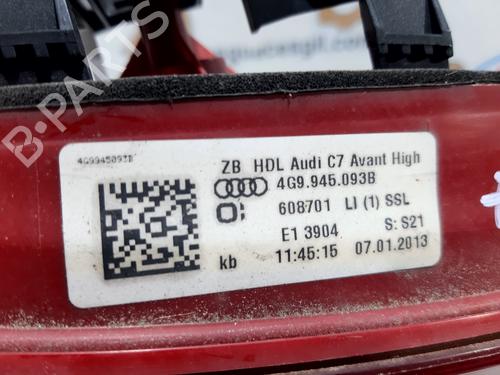 B-PARTS
4G9945093B
ZB HDL Audi C7 Avant High
4G9.945.093B
608701 LI (1) SSL
E1 3904 S: S21
kb 11:45:15 07.01.2013